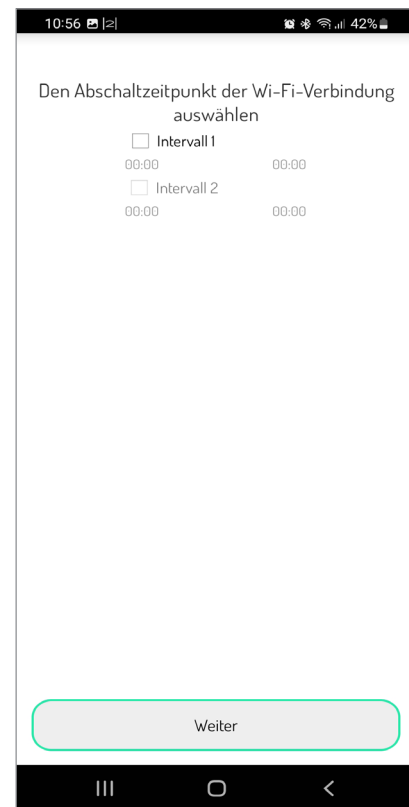 10:56 |2| 42%
Den Abschaltzeitpunkt der Wi-Fi-Verbindung
auswählen
Intervall 1
00:00 00:00
Intervall 2
00:00 00:00
Weiter